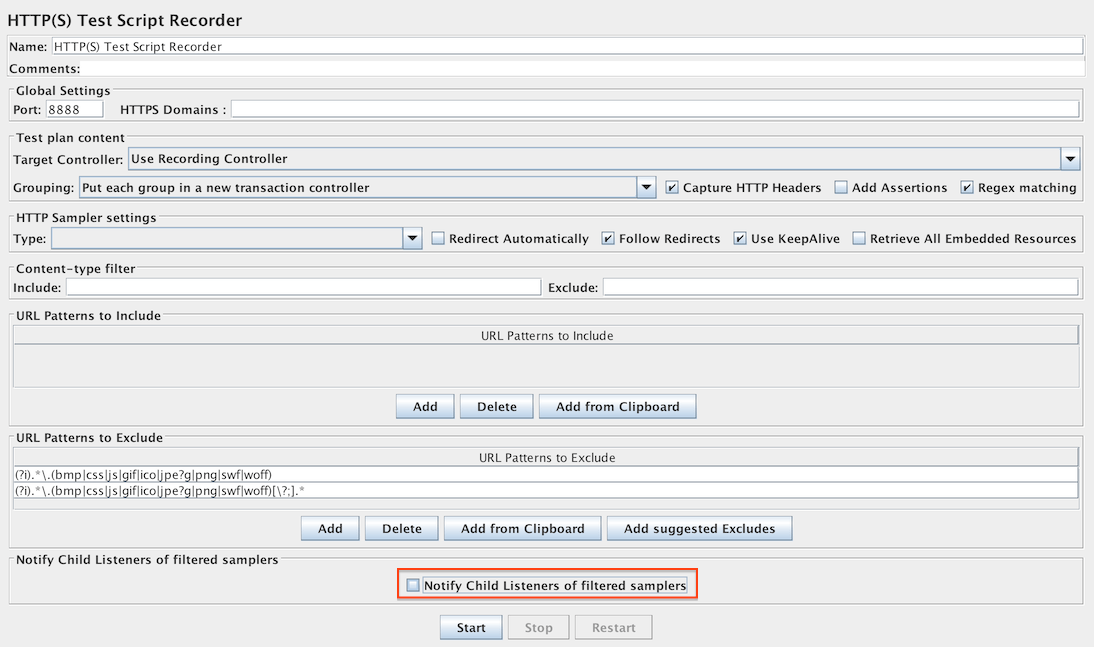 HTTP(S) Test Script Recorder
Name: HTTP(S) Test Script Recorder
Comments:
Global Settings
Port: 8888 HTTPS Domains :
Test plan content
Target Controller: Use Recording Controller
Grouping: Put each group in a new transaction controller Capture HTTP Headers Add Assertions Regex matching
HTTP Sampler settings
Type: Redirect Automatically Follow Redirects Use KeepAlive Retrieve All Embedded Resources
Content-type filter
Include: Exclude:
URL Patterns to Include
URL Patterns to Include
Add Delete Add from Clipboard
URL Patterns to Exclude
URL Patterns to Exclude
(?i).*\.(bmp|css|js|gif|ico|jpe?g|png|swf|woff)
(?i).*\.(bmp|css|js|gif|ico|jpe?g|png|swf|woff)[\?;].*
Add Delete Add from Clipboard Add suggested Excludes
Notify Child Listeners of filtered samplers
Notify Child Listeners of filtered samplers
Start Stop Restart